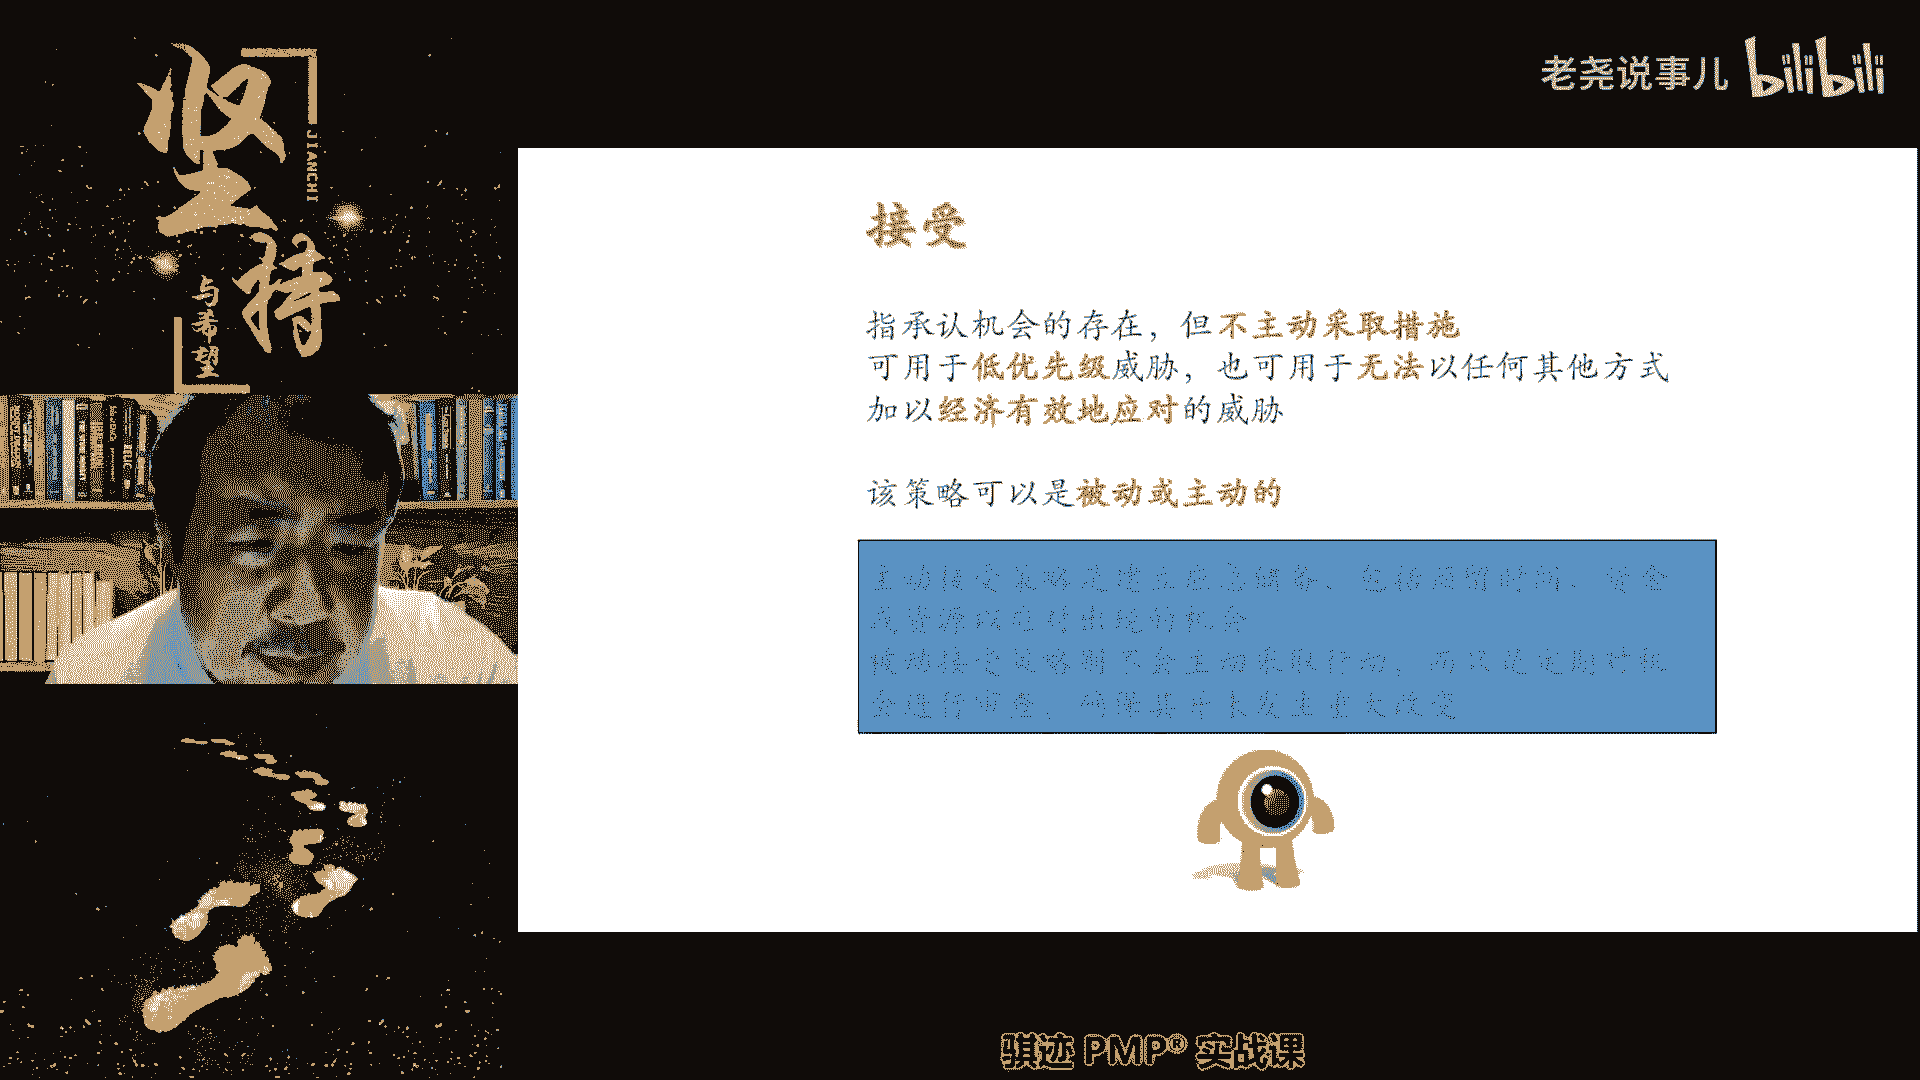 坚持
JIANCHI
与希望
老尧说事儿 bilibili
接受
指承认机会的存在，但不主动采取措施
可用于低优先级威胁，也可用于无法以任何其他方式
加以经济有效地应对的威胁
该策略可以是被动或主动的
主动接受策略是建立应急储备，包括预留时间、资金
或资源以应对出现的机会
被动接受策略则不会主动采取行动，而只是定期对机
会进行审查，确保其并未发生重大改变
骐迹 PMP® 实战课